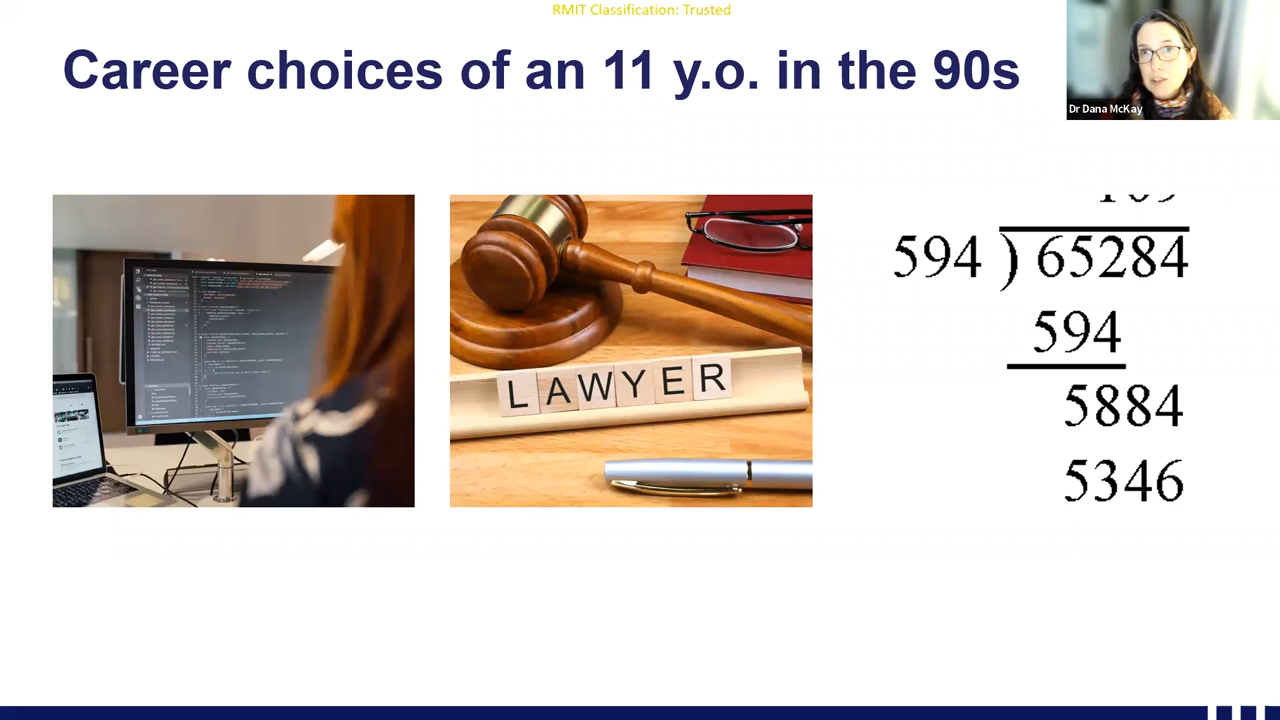 RMIT Classification: Trusted
Career choices of an 11 y.o. in the 90s
Dr Dana McKay
LAWYER
594 ) 65284
594
5884
5346